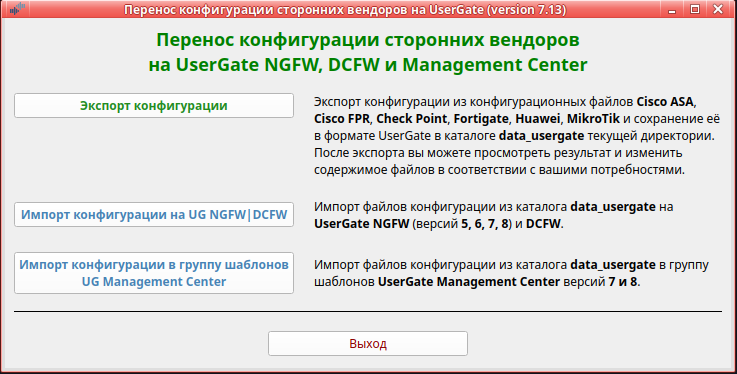 Перенос конфигурации сторонних вендоров на UserGate (version 7.13)
Перенос конфигурации сторонних вендоров
на UserGate NGFW, DCFW и Management Center
Экспорт конфигурации
Экспорт конфигурации из конфигурационных файлов Cisco ASA,
Cisco FPR, Check Point, Fortigate, Huawei, MikroTik и сохранение её
в формате UserGate в каталоге data_usergate текущей директории.
После экспорта вы можете просмотреть результат и изменить
содержимое файлов в соответствии с вашими потребностями.
Импорт конфигурации на UG NGFW|DCFW
Импорт файлов конфигурации из каталога data_usergate на
UserGate NGFW (версий 5, 6, 7, 8) и DCFW.
Импорт конфигурации в группу шаблонов
UG Management Center
Импорт файлов конфигурации из каталога data_usergate в группу
шаблонов UserGate Management Center версий 7 и 8.
Выход